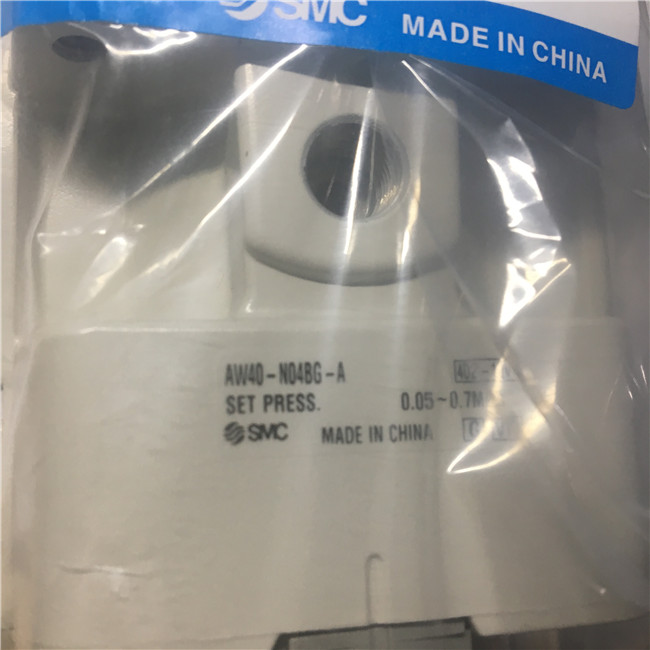 SMC MADE IN CHINA
AW40-N04BG-A
SET PRESS. 0.05~0.7M
SMC MADE IN CHINA